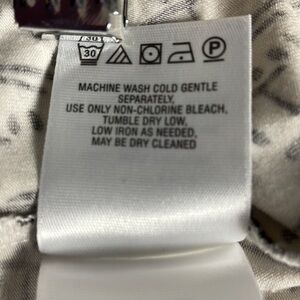 30
P
MACHINE WASH COLD GENTLE
SEPARATELY,
USE ONLY NON-CHLORINE BLEACH,
TUMBLE DRY LOW,
LOW IRON AS NEEDED,
MAY BE DRY CLEANED